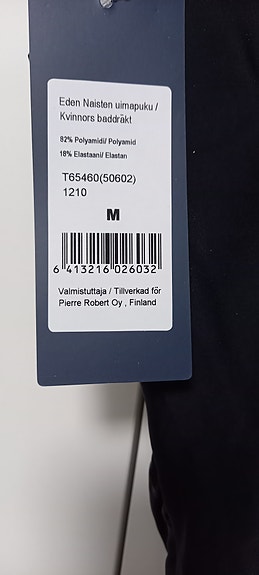 Eden Naisten uimapuku /
Kvinnors baddräkt
82% Polyamidi/ Polyamid
18% Elastaani/ Elastan
T65460(50602)
1210
M
6 413216 026032
Valmistuttaja / Tillverkad för
Pierre Robert Oy , Finland